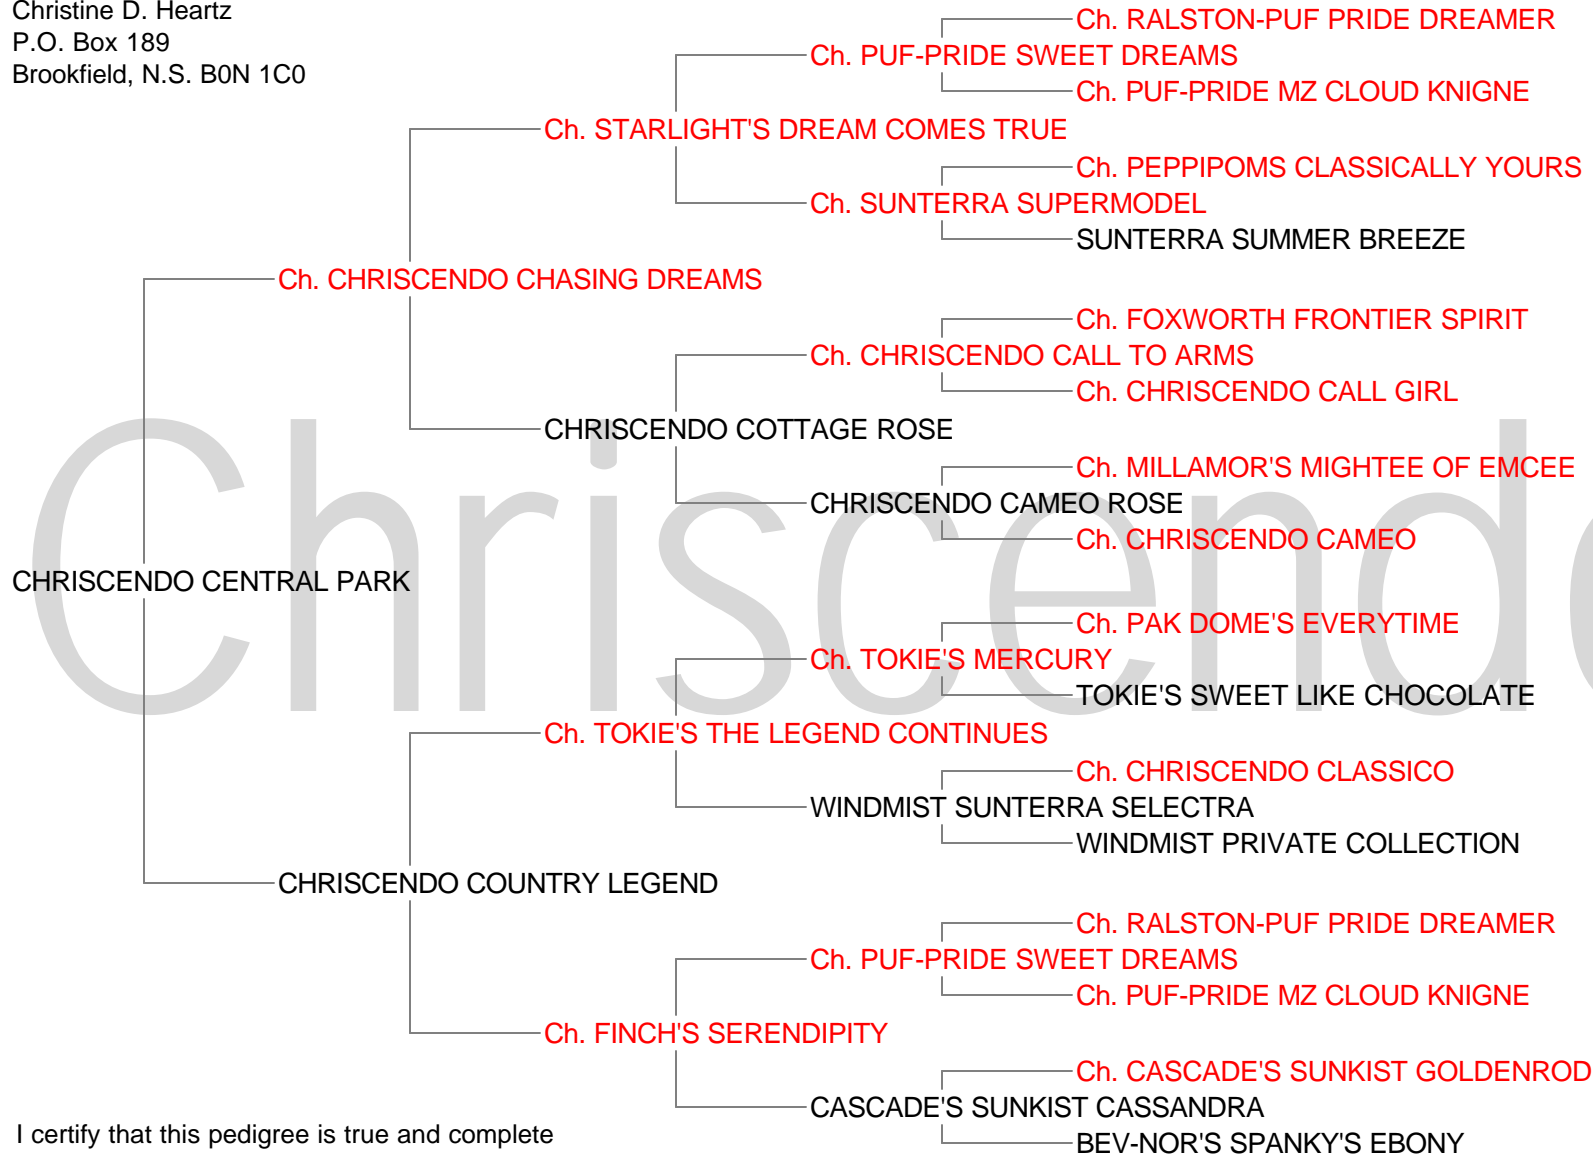 Christine D. Heartz
P.O. Box 189
Brookfield, N.S. B0N 1C0
Ch. RALSTON-PUF PRIDE DREAMER
Ch. PUF-PRIDE SWEET DREAMS
Ch. PUF-PRIDE MZ CLOUD KNIGNE
Ch. STARLIGHT'S DREAM COMES TRUE
Ch. PEPPIPOMS CLASSICALLY YOURS
Ch. SUNTERRA SUPERMODEL
SUNTERRA SUMMER BREEZE
Ch. CHRISCENDO CHASING DREAMS
Ch. FOXWORTH FRONTIER SPIRIT
Ch. CHRISCENDO CALL TO ARMS
Ch. CHRISCENDO CALL GIRL
CHRISCENDO COTTAGE ROSE
Ch. MILLAMOR'S MIGHTEE OF EMCEE
CHRISCENDO CAMEO ROSE
Ch. CHRISCENDO CAMEO
Chriscendo
CHRISCENDO CENTRAL PARK
Ch. PAK DOME'S EVERYTIME
Ch. TOKIE'S MERCURY
TOKIE'S SWEET LIKE CHOCOLATE
Ch. TOKIE'S THE LEGEND CONTINUES
Ch. CHRISCENDO CLASSICO
WINDMIST SUNTERRA SELECTRA
WINDMIST PRIVATE COLLECTION
CHRISCENDO COUNTRY LEGEND
Ch. RALSTON-PUF PRIDE DREAMER
Ch. PUF-PRIDE SWEET DREAMS
Ch. PUF-PRIDE MZ CLOUD KNIGNE
Ch. FINCH'S SERENDIPITY
Ch. CASCADE'S SUNKIST GOLDENROD
CASCADE'S SUNKIST CASSANDRA
BEV-NOR'S SPANKY'S EBONY
I certify that this pedigree is true and complete